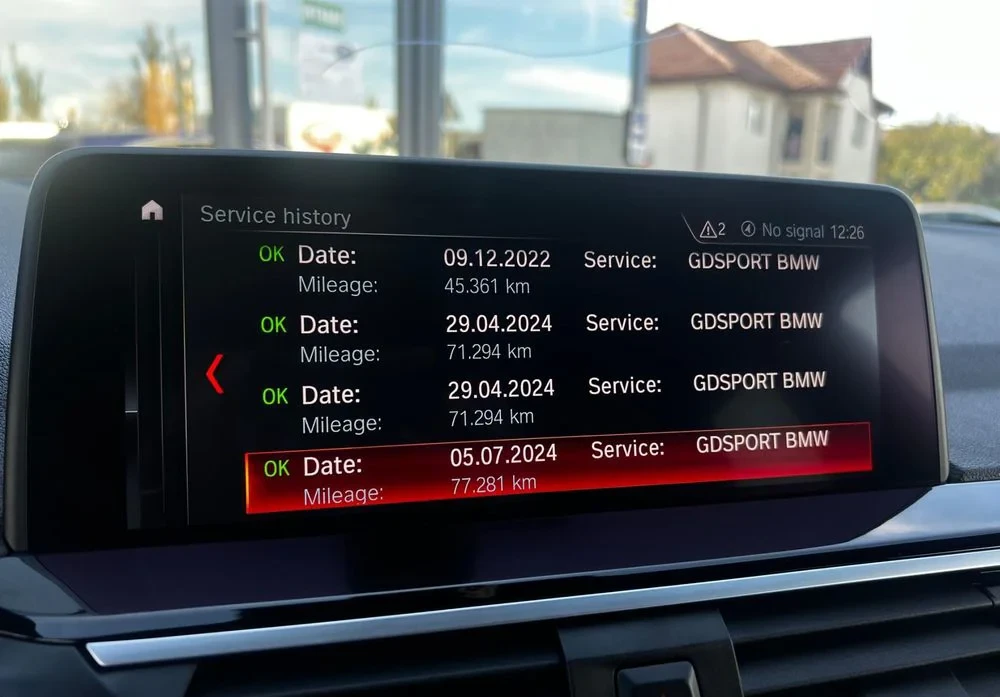 Service history
2 No signal 12:26
OK Date: 09.12.2022 Service: GDSPORT BMW
Mileage: 45.361 km
OK Date: 29.04.2024 Service: GDSPORT BMW
Mileage: 71.294 km
OK Date: 29.04.2024 Service: GDSPORT BMW
Mileage: 71.294 km
OK Date: 05.07.2024 Service: GDSPORT BMW
Mileage: 77.281 km